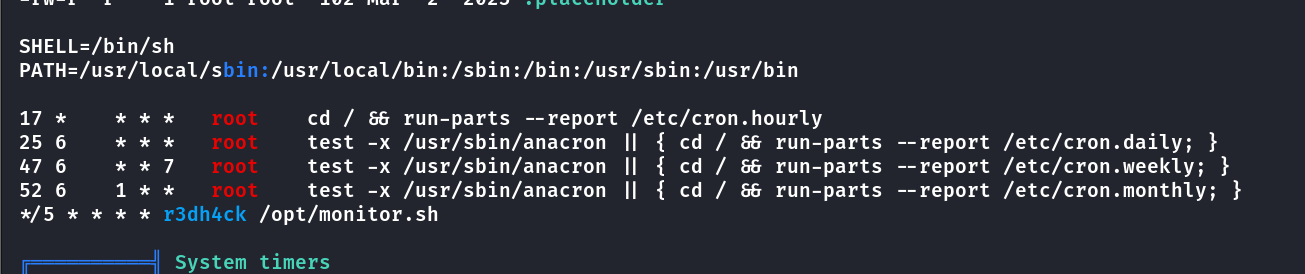 1 root root 102 Mar 2 2023 .placeholder
SHELL=/bin/sh
PATH=/usr/local/sbin:/usr/local/bin:/sbin:/bin:/usr/sbin:/usr/bin
17 * * * * root cd / && run-parts --report /etc/cron.hourly
25 6 * * * root test -x /usr/sbin/anacron || { cd / && run-parts --report /etc/cron.daily; }
47 6 * * 7 root test -x /usr/sbin/anacron || { cd / && run-parts --report /etc/cron.weekly; }
52 6 1 * * root test -x /usr/sbin/anacron || { cd / && run-parts --report /etc/cron.monthly; }
*/5 * * * * r3dh4ck /opt/monitor.sh
System timers